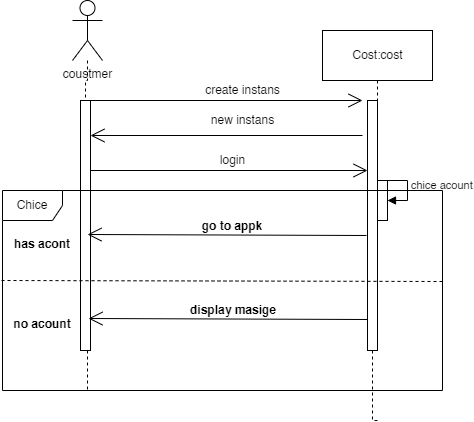 coustmer
Cost:cost
create instans
new instans
login
chice acount
Chice
go to appk
has acont
display masige
no acount